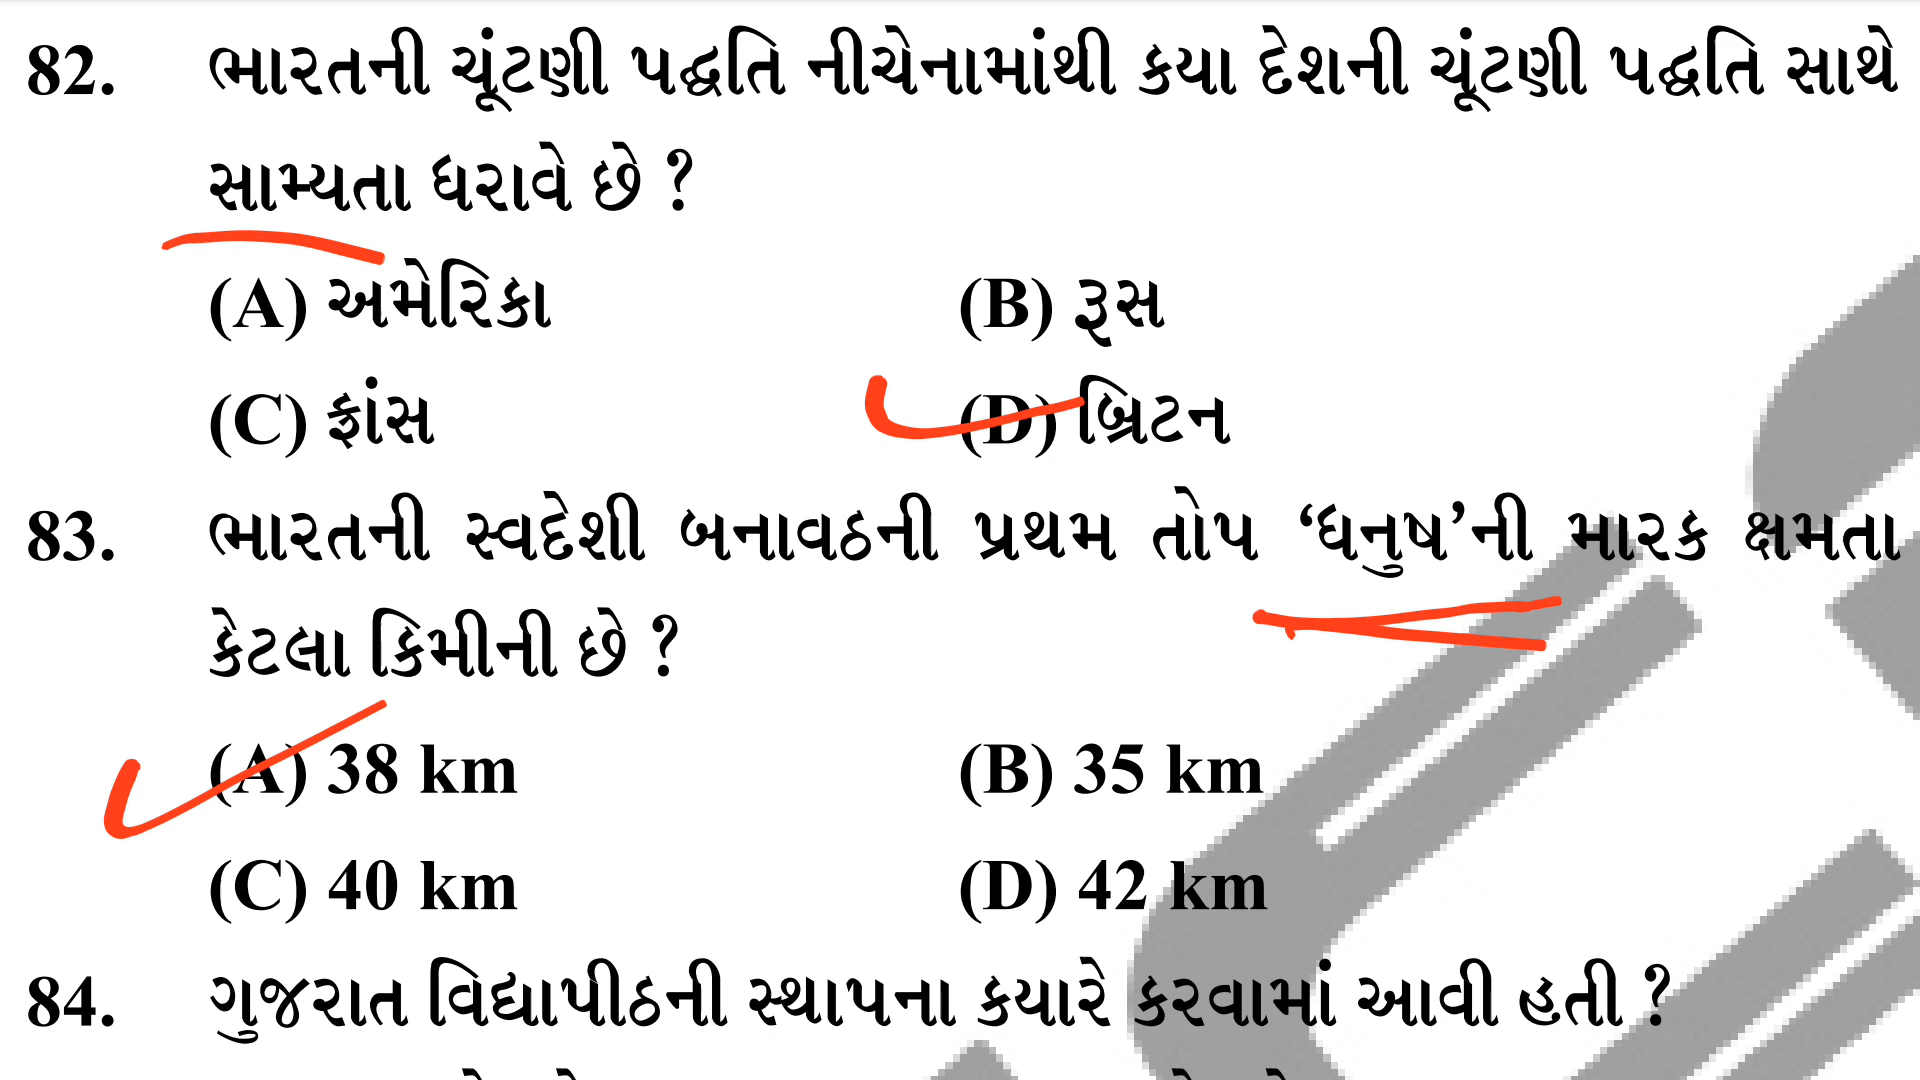 82. ભારતની ચૂંટણી પદ્ધતિ નીચેનામાંથી કયા દેશની ચૂંટણી પદ્ધતિ સાથે
સામ્યતા ધરાવે છે ?
(A) અમેરિકા (B) રૂસ
(C) ફ્રાંસ (D) બ્રિટન
83. ભારતની સ્વદેશી બનાવઠની પ્રથમ તોપ ‘ધનુષ’ની મારક ક્ષમતા
કેટલા કિમીની છે ?
(A) 38 km (B) 35 km
(C) 40 km (D) 42 km
84. ગુજરાત વિદ્યાપીઠની સ્થાપના કયારે કરવામાં આવી હતી ?